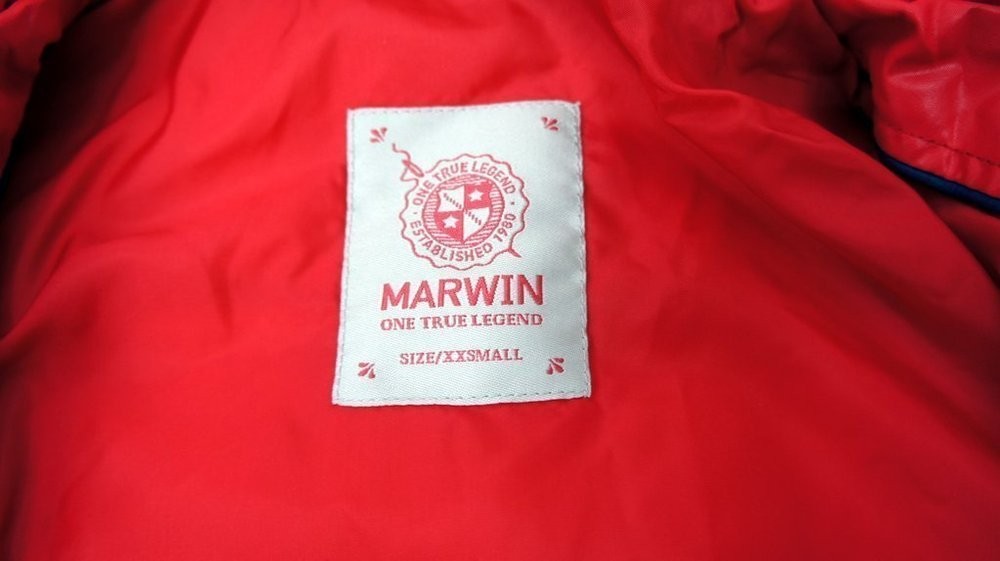 ONE TRUE LEGEND
ESTABLISHED 1980
MARWIN
ONE TRUE LEGEND
SIZE/XXSMALL